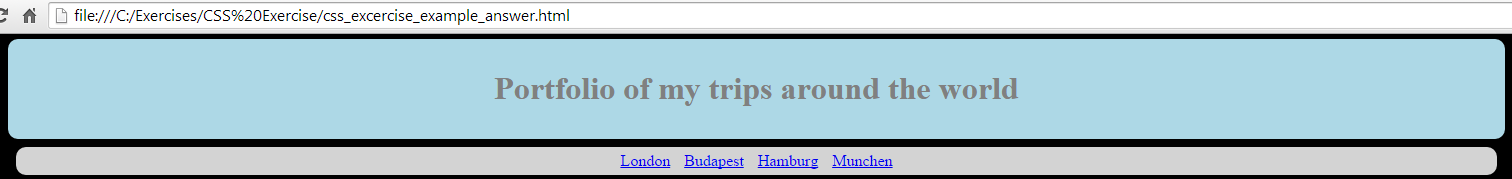 file:///C:/Exercises/CSS%20Exercise/css_excercise_example_answer.html
Portfolio of my trips around the world
London Budapest Hamburg Munchen